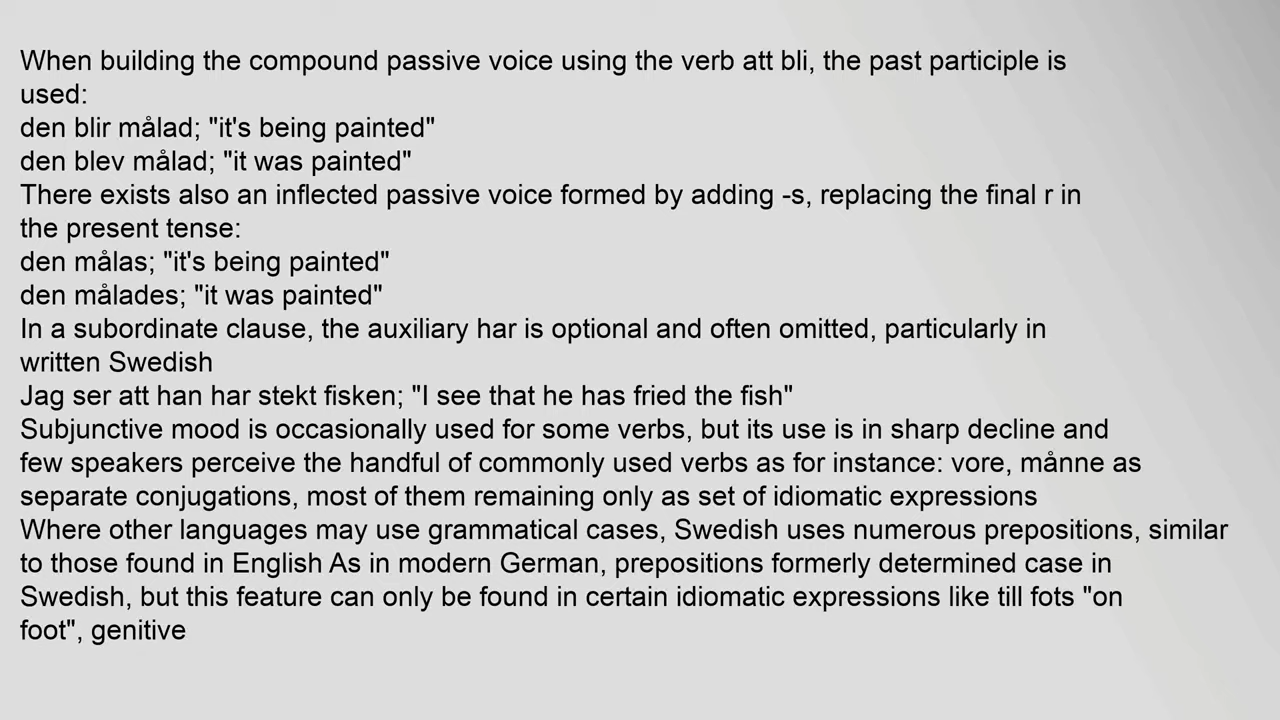 When building the compound passive voice using the verb att bli, the past participle is
used:
den blir målad; "it's being painted"
den blev målad; "it was painted"
There exists also an inflected passive voice formed by adding -s, replacing the final r in
the present tense:
den målas; "it's being painted"
den målades; "it was painted"
In a subordinate clause, the auxiliary har is optional and often omitted, particularly in
written Swedish
Jag ser att han har stekt fisken; "I see that he has fried the fish"
Subjunctive mood is occasionally used for some verbs, but its use is in sharp decline and
few speakers perceive the handful of commonly used verbs as for instance: vore, månne as
separate conjugations, most of them remaining only as set of idiomatic expressions
Where other languages may use grammatical cases, Swedish uses numerous prepositions, similar
to those found in English As in modern German, prepositions formerly determined case in
Swedish, but this feature can only be found in certain idiomatic expressions like till fots "on
foot", genitive